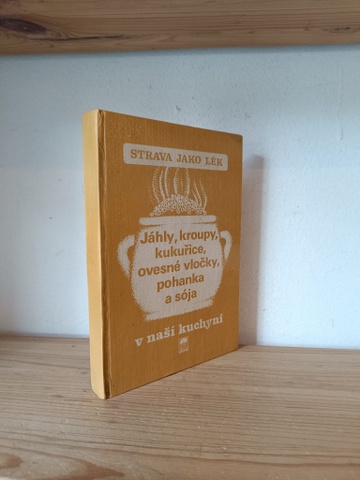 STRAVA JAKO LÉK
Jáhly, kroupy,
kukuřice,
ovesné vločky,
pohanka
a sója
v naší kuchyni